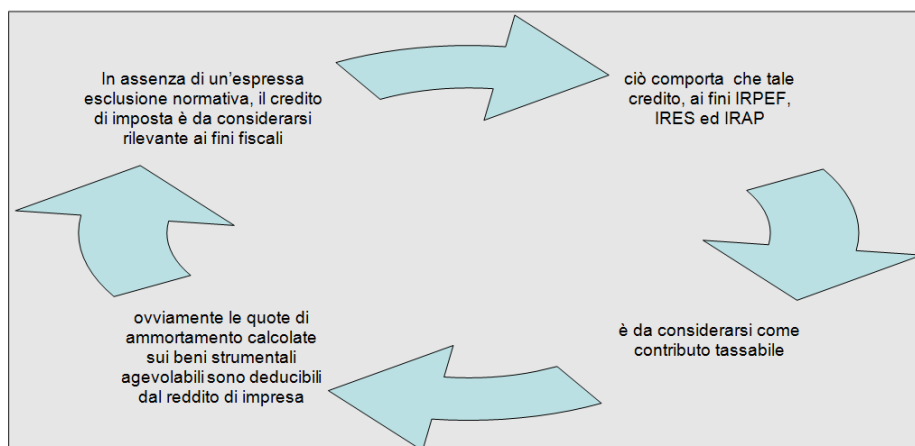 In assenza di un'espressa
esclusione normativa, il credito
di imposta è da considerarsi
rilevante ai fini fiscali
ciò comporta che tale
credito, ai fini IRPEF,
IRES ed IRAP
è da considerarsi come
contributo tassabile
ovviamente le quote di
ammortamento calcolate
sui beni strumentali
agevolabili sono deducibili
dal reddito di impresa